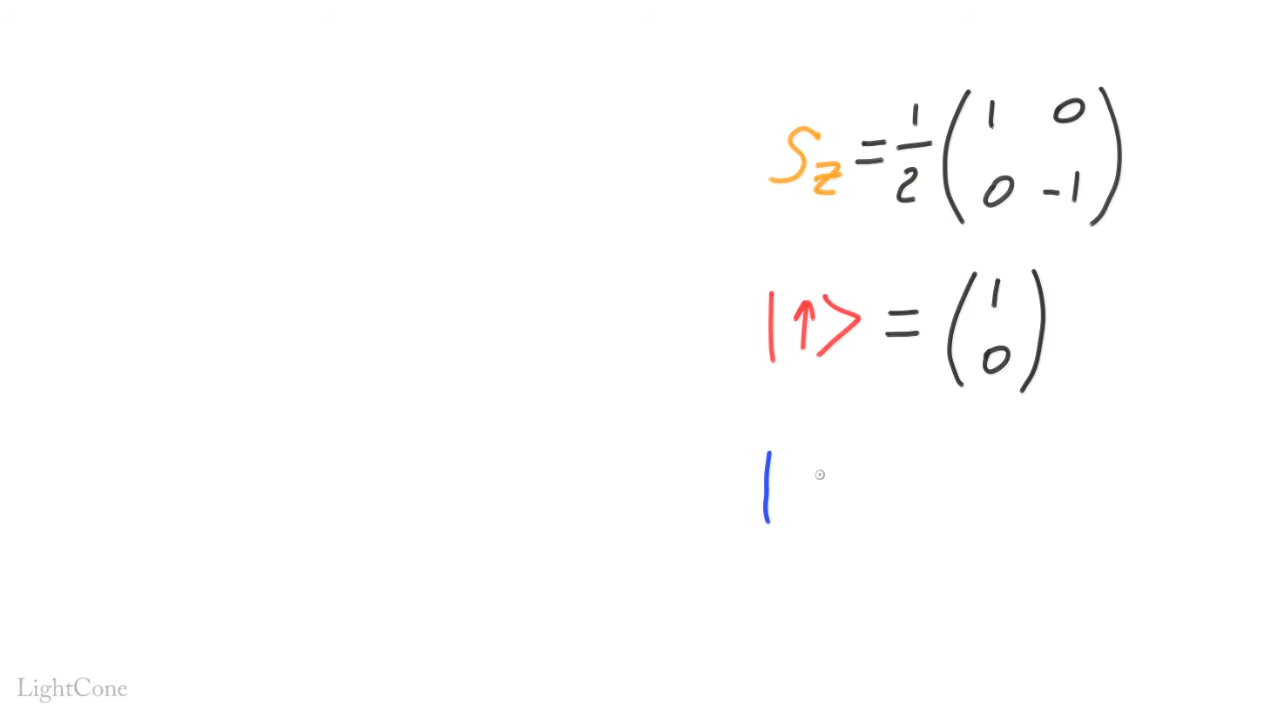 S_z = 1/2 ( 1 0 ; 0 -1 )
|↑> = ( 1 ; 0 )
|
LightCone